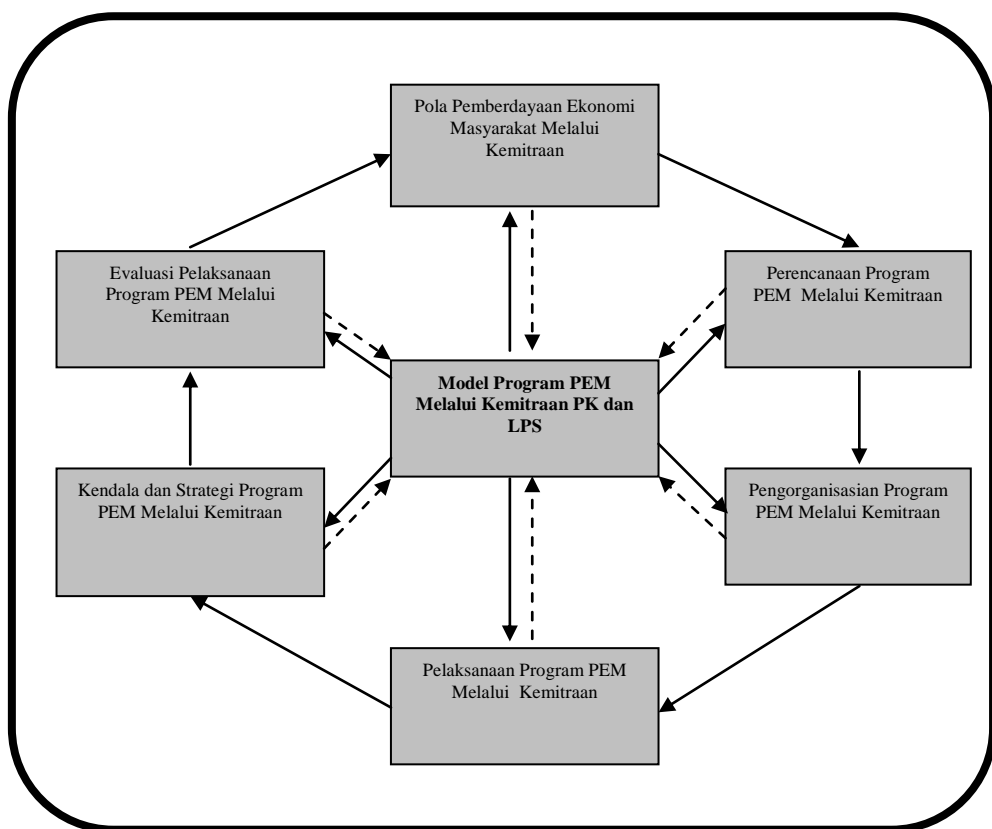 Pola Pemberdayaan Ekonomi
Masyarakat Melalui
Kemitraan
Evaluasi Pelaksanaan
Program PEM Melalui
Kemitraan
Perencanaan Program
PEM Melalui Kemitraan
Model Program PEM
Melalui Kemitraan PK dan
LPS
Kendala dan Strategi Program
PEM Melalui Kemitraan
Pengorganisasian Program
PEM Melalui Kemitraan
Pelaksanaan Program PEM
Melalui Kemitraan